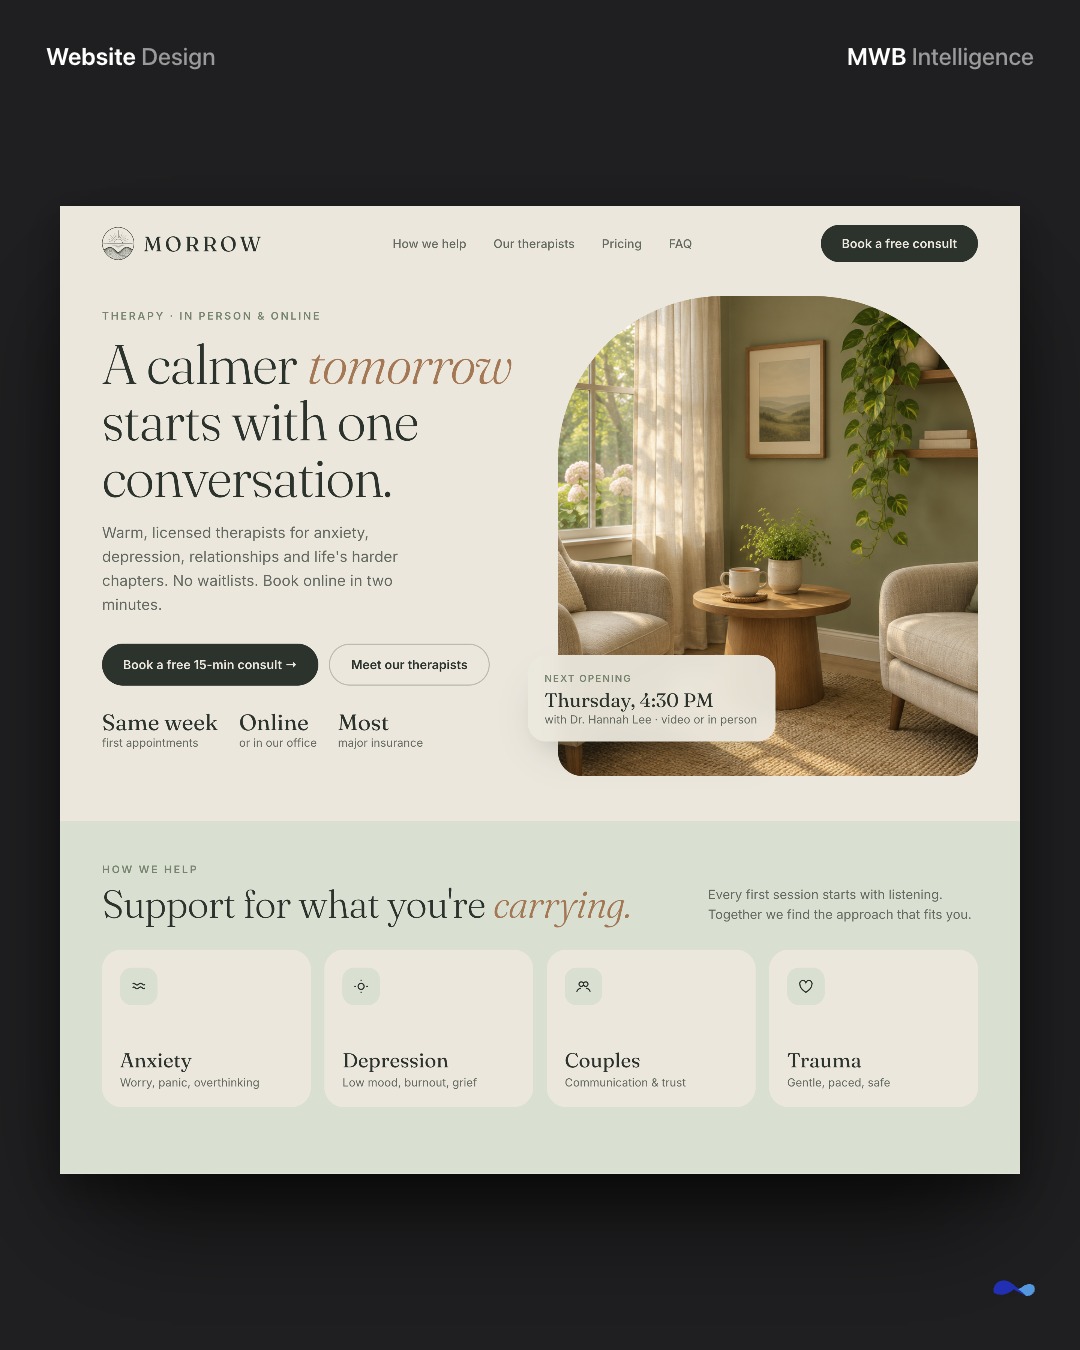 Website Design
MWB Intelligence
MORROW
How we help
Our therapists
Pricing
FAQ
Book a free consult
THERAPY · IN PERSON & ONLINE
A calmer tomorrow
starts with one
conversation.
Warm, licensed therapists for anxiety,
depression, relationships and life's harder
chapters. No waitlists. Book online in two
minutes.
Book a free 15-min consult →
Meet our therapists
Same week
first appointments
Online
or in our office
Most
major insurance
NEXT OPENING
Thursday, 4:30 PM
with Dr. Hannah Lee · video or in person
HOW WE HELP
Support for what you're carrying.
Every first session starts with listening.
Together we find the approach that fits you.
Anxiety
Worry, panic, overthinking
Depression
Low mood, burnout, grief
Couples
Communication & trust
Trauma
Gentle, paced, safe